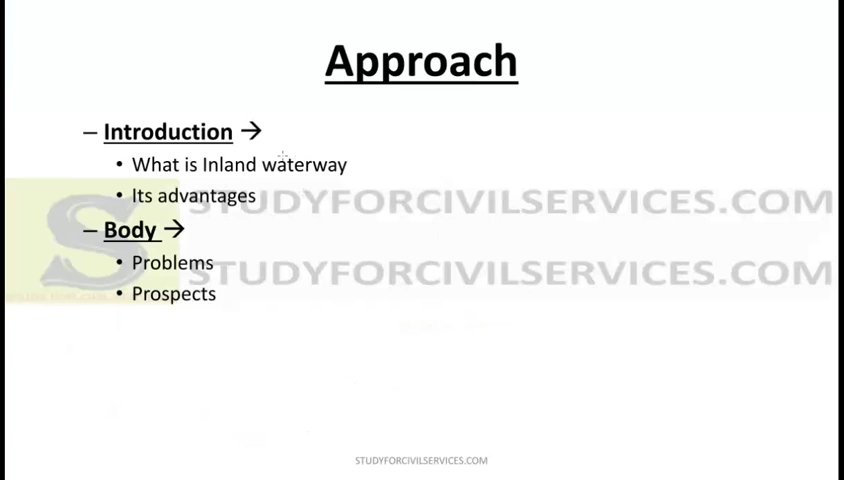 Approach
– Introduction →
• What is Inland waterway
• Its advantages
STUDYFORCIVILSERVICES.COM
– Body →
• Problems
STUDYFORCIVILSERVICES.COM
• Prospects
STUDYFORCIVILSERVICES.COM